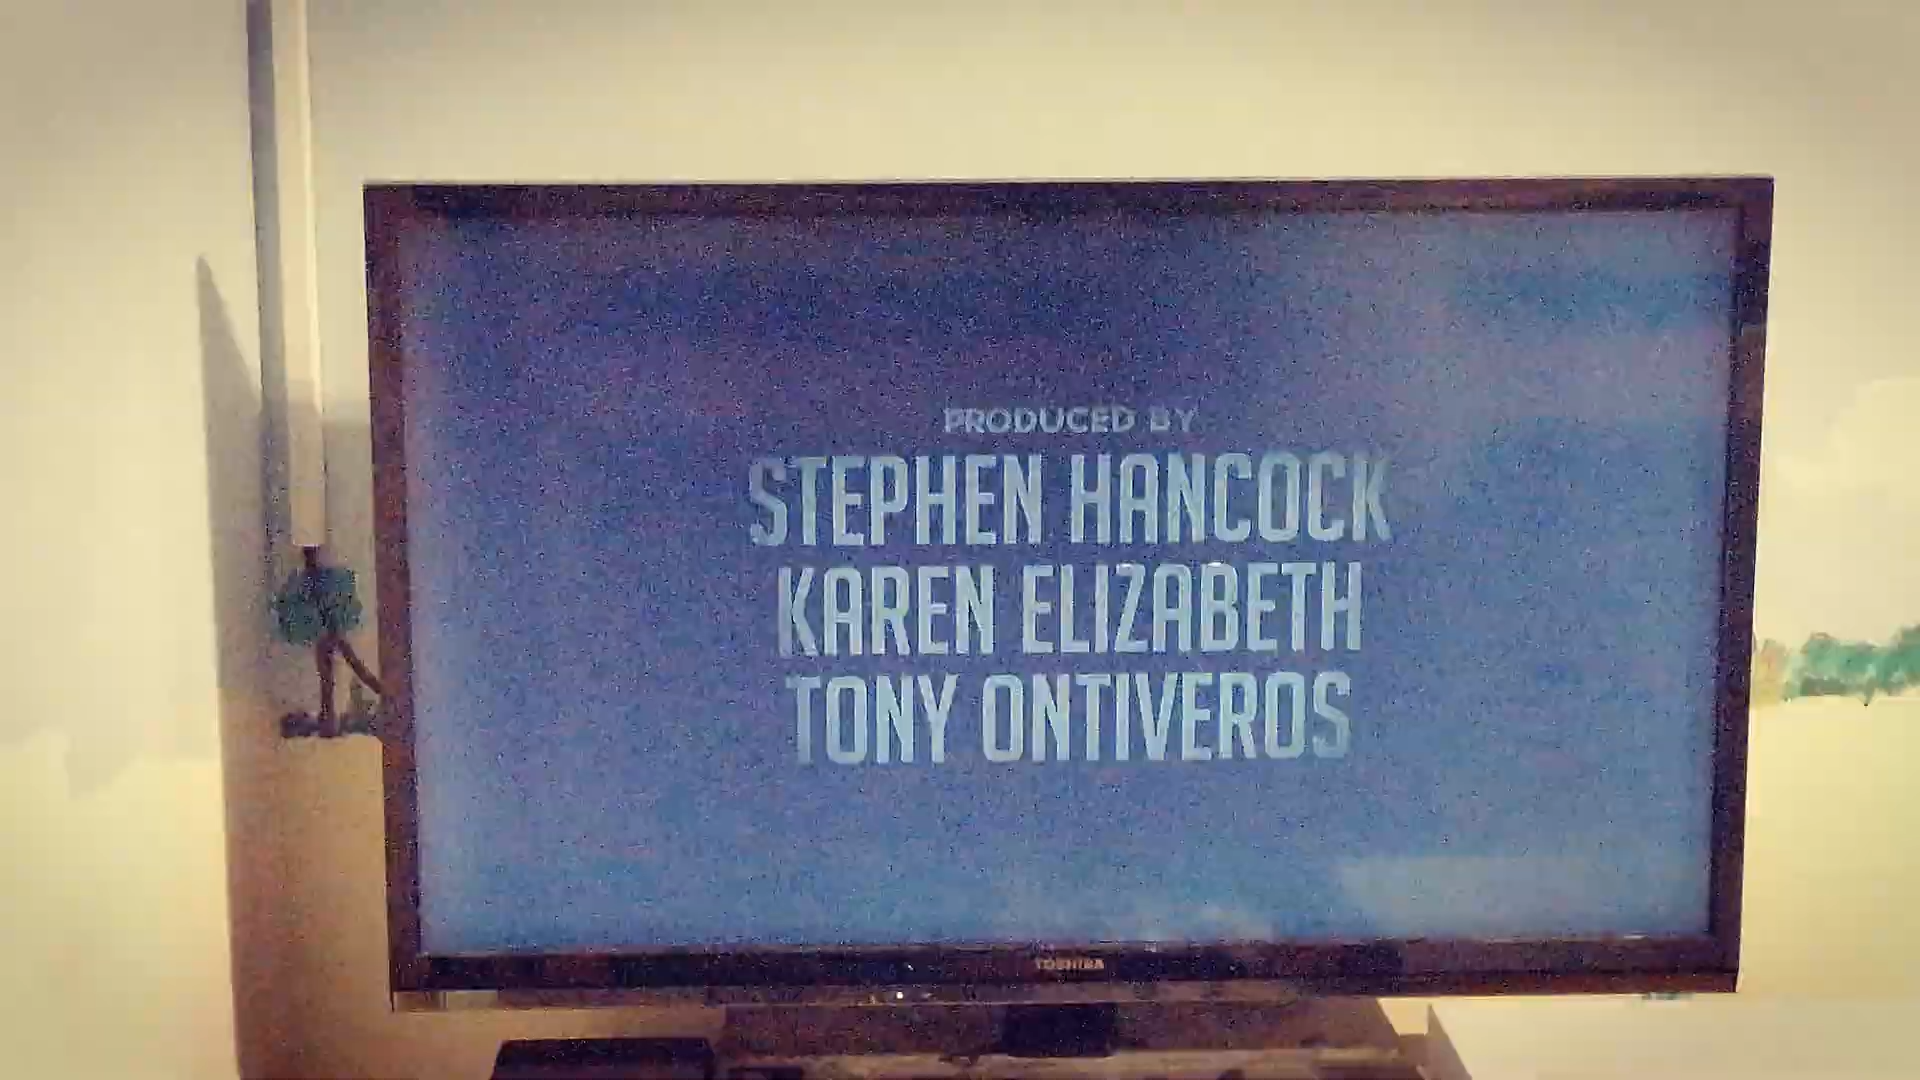 PRODUCED BY
STEPHEN HANCOCK
KAREN ELIZABETH
TONY ONTIVEROS
TOSHIBA